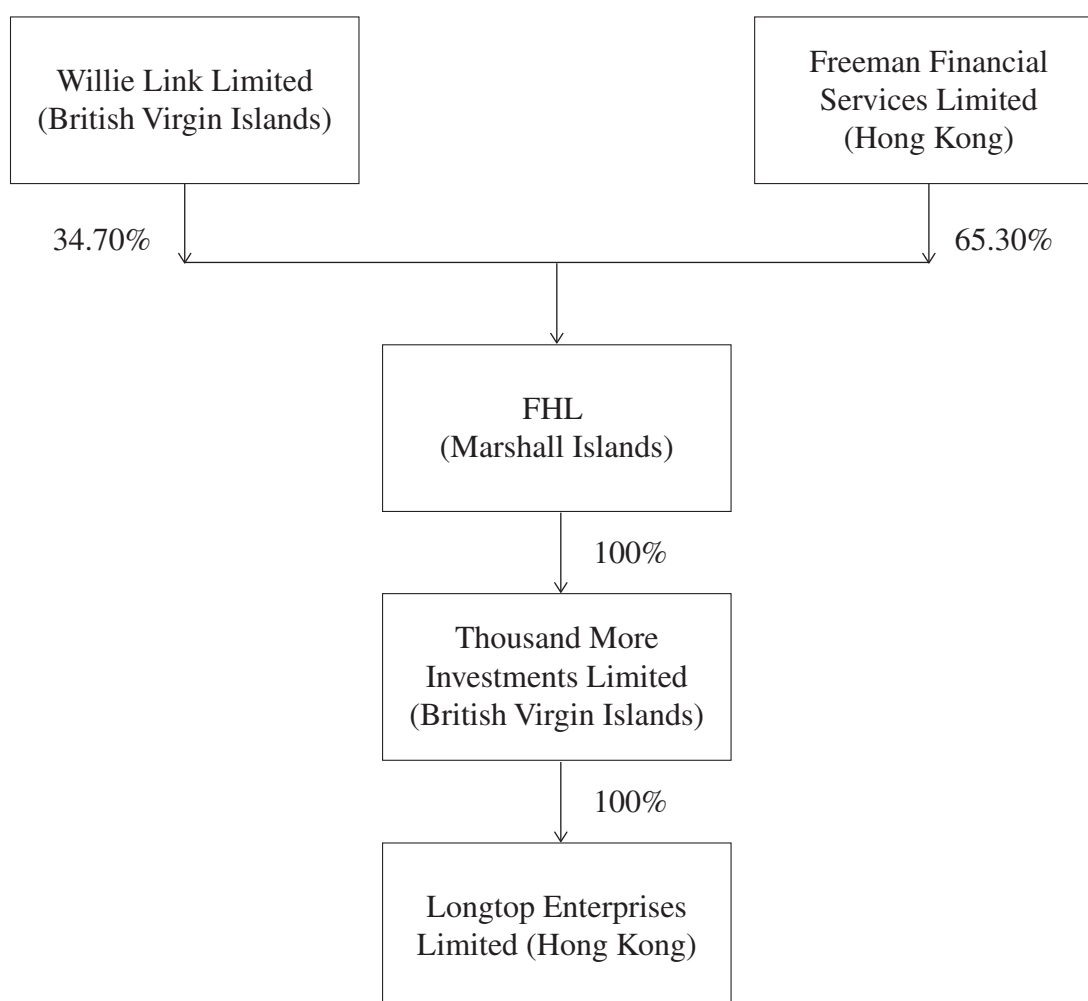 Willie Link Limited
(British Virgin Islands)
Freeman Financial
Services Limited
(Hong Kong)
34.70%
65.30%
FHL
(Marshall Islands)
100%
Thousand More
Investments Limited
(British Virgin Islands)
100%
Longtop Enterprises
Limited (Hong Kong)